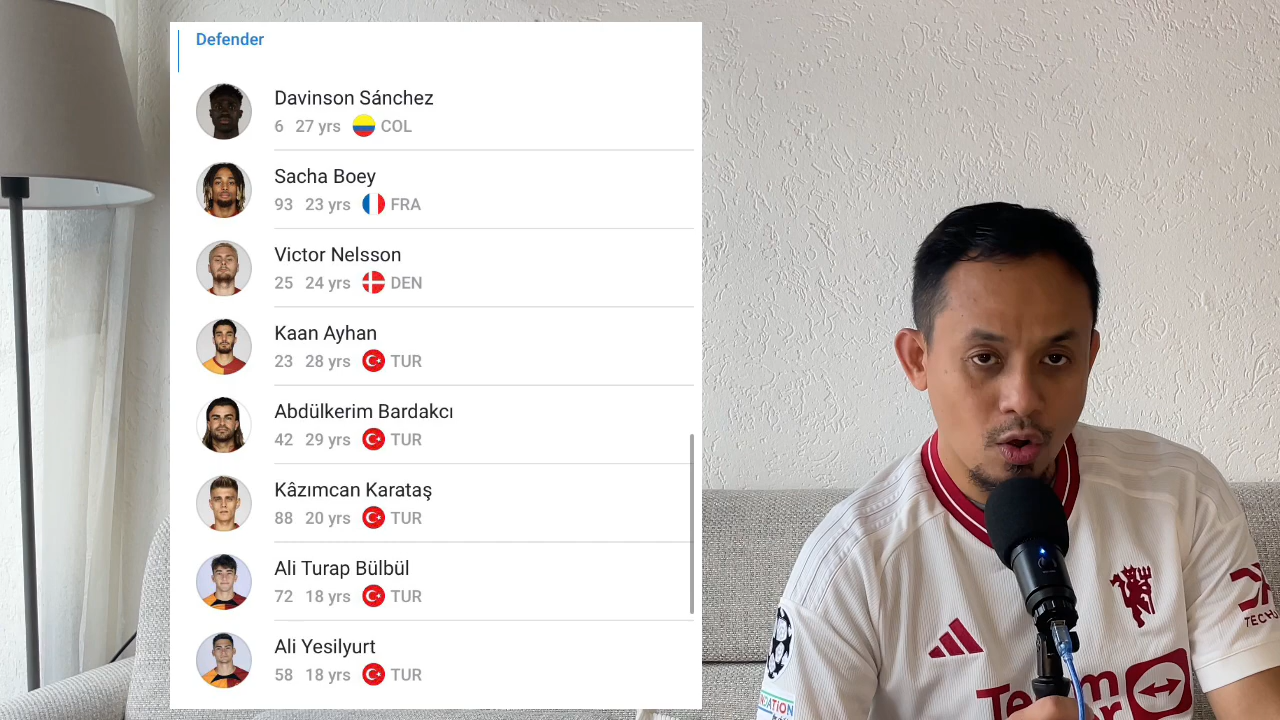 Defender
Davinson Sánchez
6 27 yrs COL
Sacha Boey
93 23 yrs FRA
Victor Nelsson
25 24 yrs DEN
Kaan Ayhan
23 28 yrs TUR
Abdülkerim Bardakcı
42 29 yrs TUR
Kâzımcan Karataş
88 20 yrs TUR
Ali Turap Bülbül
72 18 yrs TUR
Ali Yesilyurt
58 18 yrs TUR